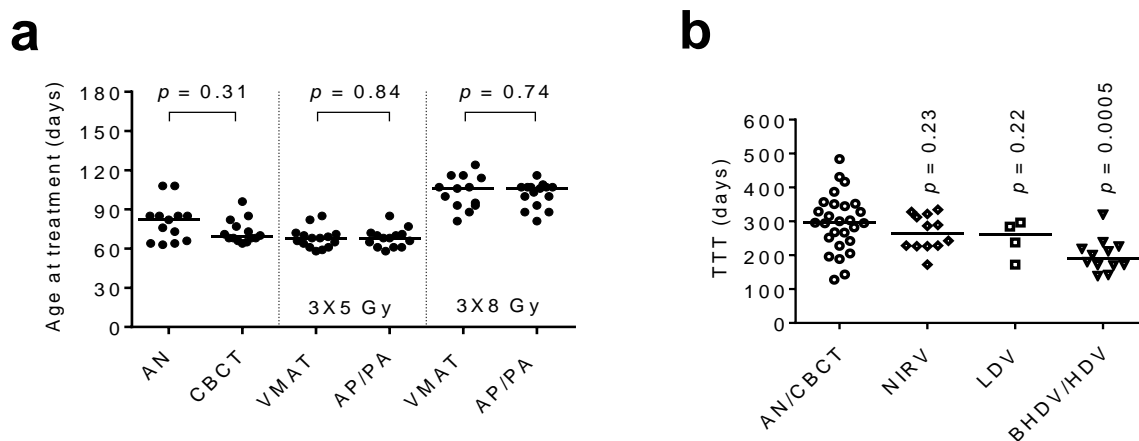 a
Age at treatment (days)
180
150
120
90
60
30
0
p = 0.31
p = 0.84
p = 0.74
3X5 Gy
3X8 Gy
AN
CBCT
VMAT
AP/PA
VMAT
AP/PA
b
TTT (days)
600
500
400
300
200
100
0
p = 0.23
p = 0.22
p = 0.0005
AN/CBCT
NIRV
LDV
BHDV/HDV